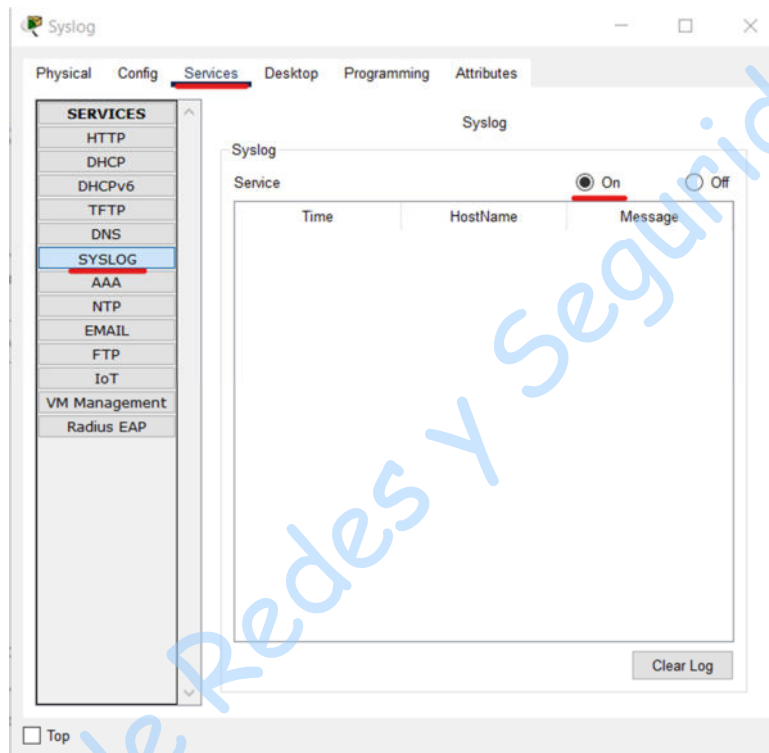 Syslog
Physical Config Services Desktop Programming Attributes
SERVICES
HTTP
DHCP
DHCPv6
TFTP
DNS
SYSLOG
AAA
NTP
EMAIL
FTP
IoT
VM Management
Radius EAP
Syslog
Syslog
Service On Off
Time HostName Message
Clear Log
Top
de Redes y Segurid